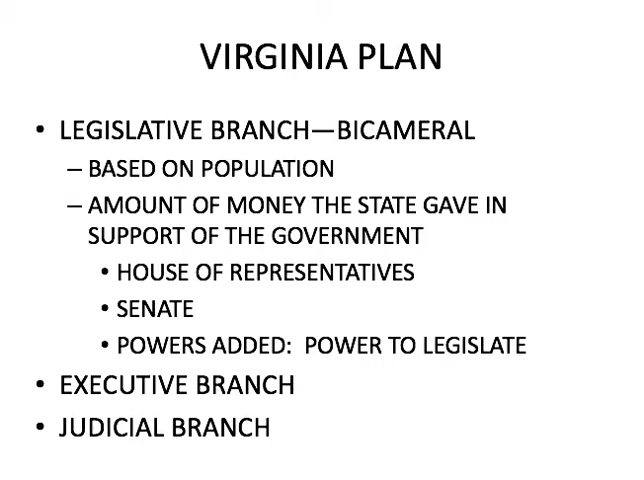 VIRGINIA PLAN
• LEGISLATIVE BRANCH—BICAMERAL
– BASED ON POPULATION
– AMOUNT OF MONEY THE STATE GAVE IN
SUPPORT OF THE GOVERNMENT
• HOUSE OF REPRESENTATIVES
• SENATE
• POWERS ADDED:  POWER TO LEGISLATE
• EXECUTIVE BRANCH
• JUDICIAL BRANCH